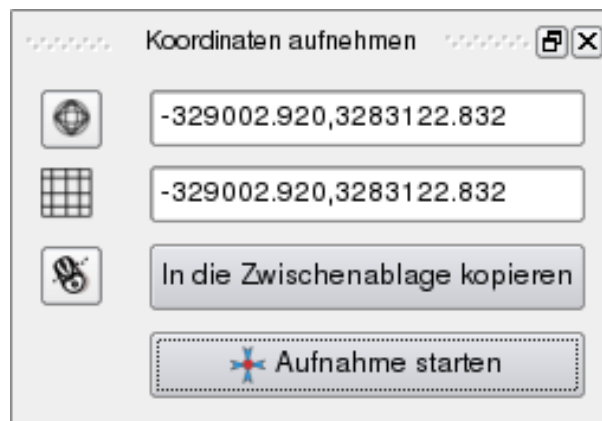 Koordinaten aufnehmen
-329002.920,3283122.832
-329002.920,3283122.832
In die Zwischenablage kopieren
Aufnahme starten